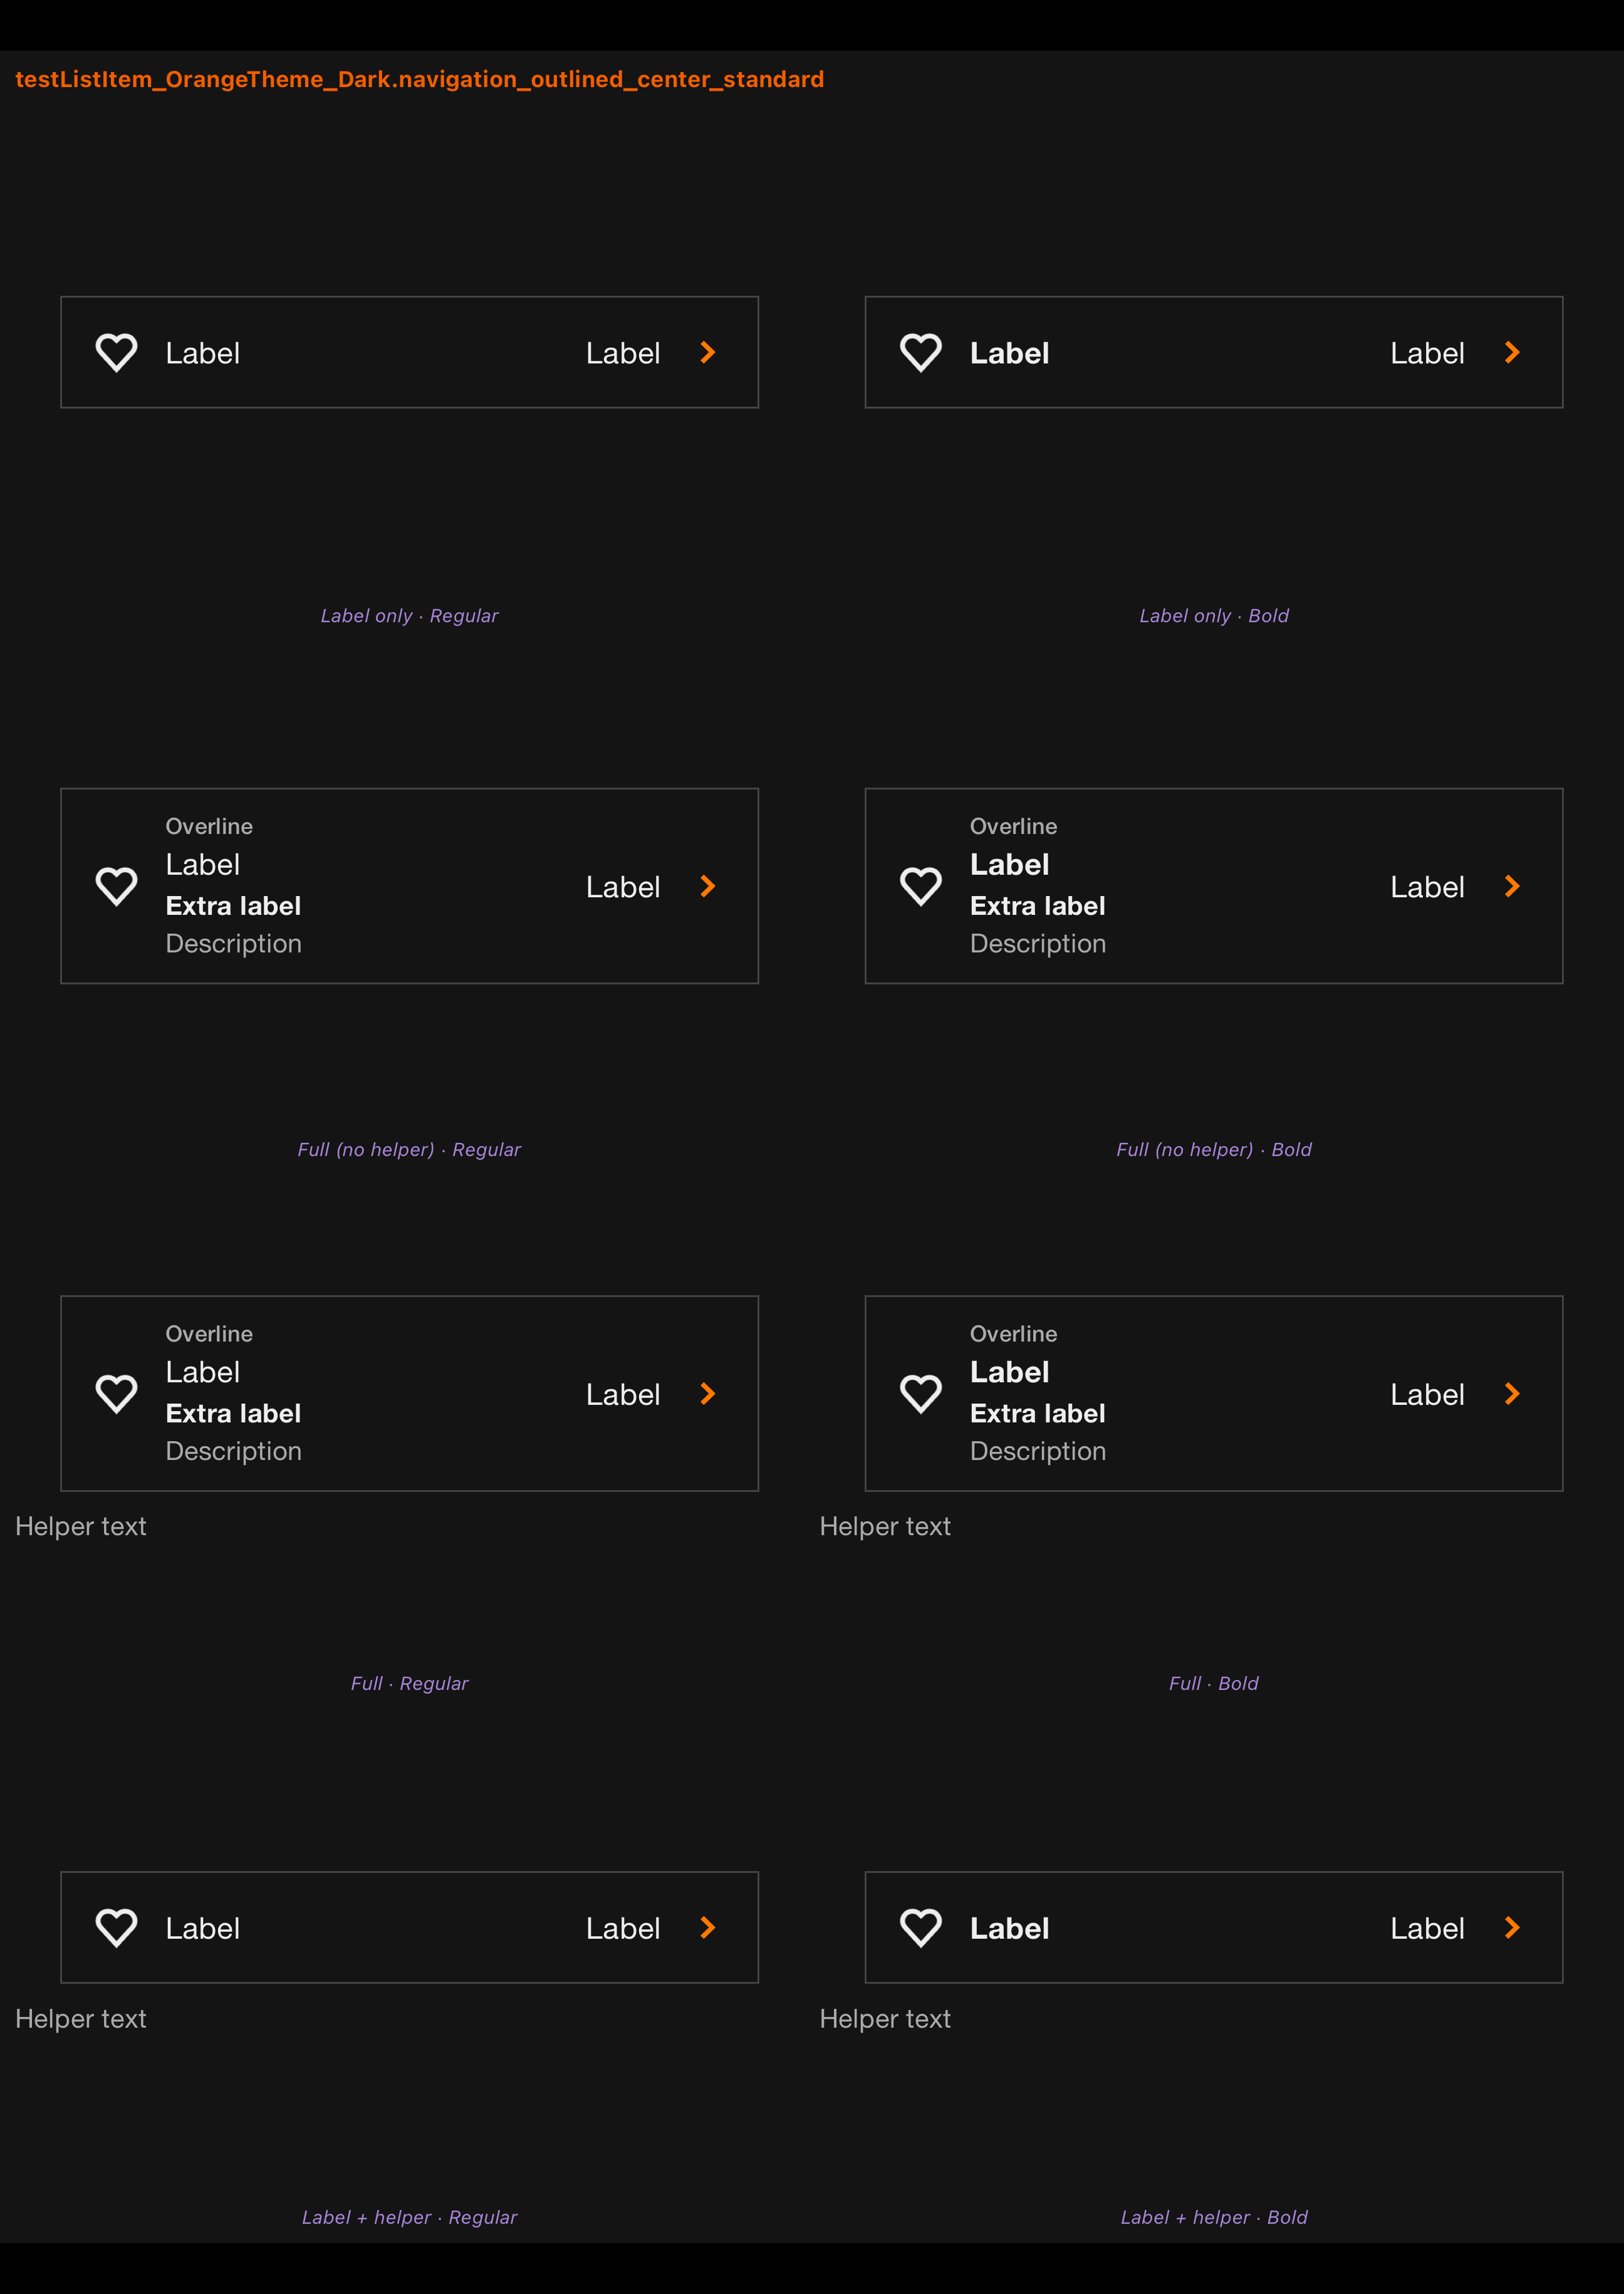 testListItem_OrangeTheme_Dark.navigation_outlined_center_standard
Label Label
Label Label
Label only · Regular
Label only · Bold
Overline
Label
Extra label
Description
Label
Overline
Label
Extra label
Description
Label
Full (no helper) · Regular
Full (no helper) · Bold
Overline
Label
Extra label
Description
Label
Helper text
Overline
Label
Extra label
Description
Label
Helper text
Full · Regular
Full · Bold
Label Label
Helper text
Label Label
Helper text
Label + helper · Regular
Label + helper · Bold